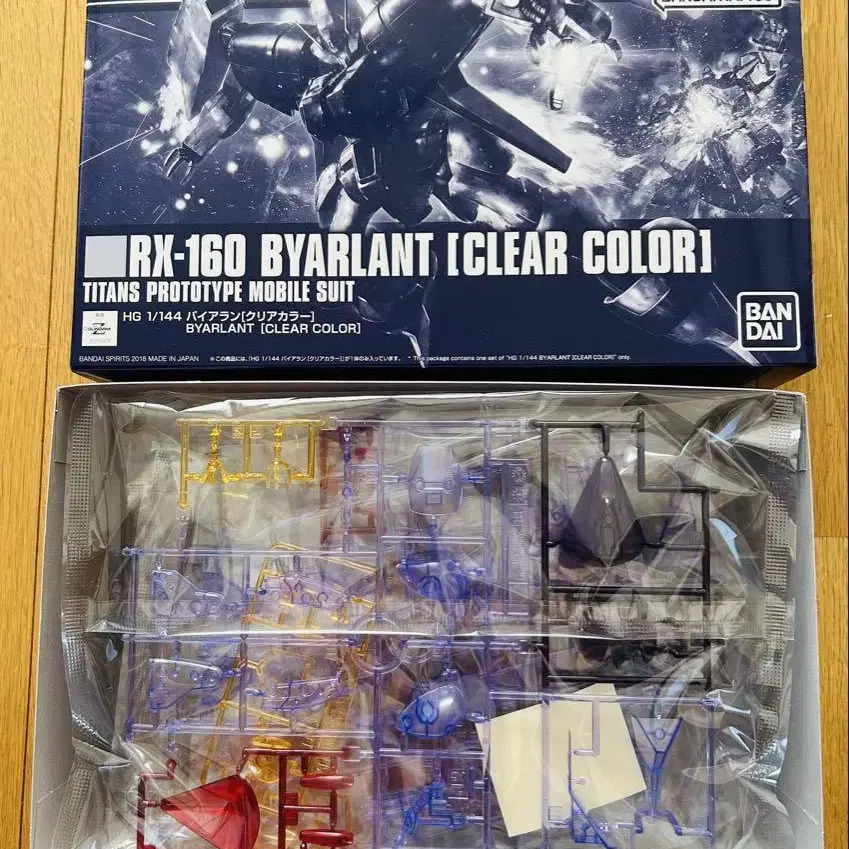 RX-160 BYARLANT [CLEAR COLOR]
TITANS PROTOTYPE MOBILE SUIT
HG 1/144 バイアラン[クリアカラー]
BYARLANT [CLEAR COLOR]
BAN
DAI
BANDAI SPIRITS 2018 MADE IN JAPAN ※この商品には、「HG 1/144 バイアラン[クリアカラー]」が1体のみ入っています。 * This package contains one set of "HG 1/144 BYARLANT [CLEAR COLOR]" only.